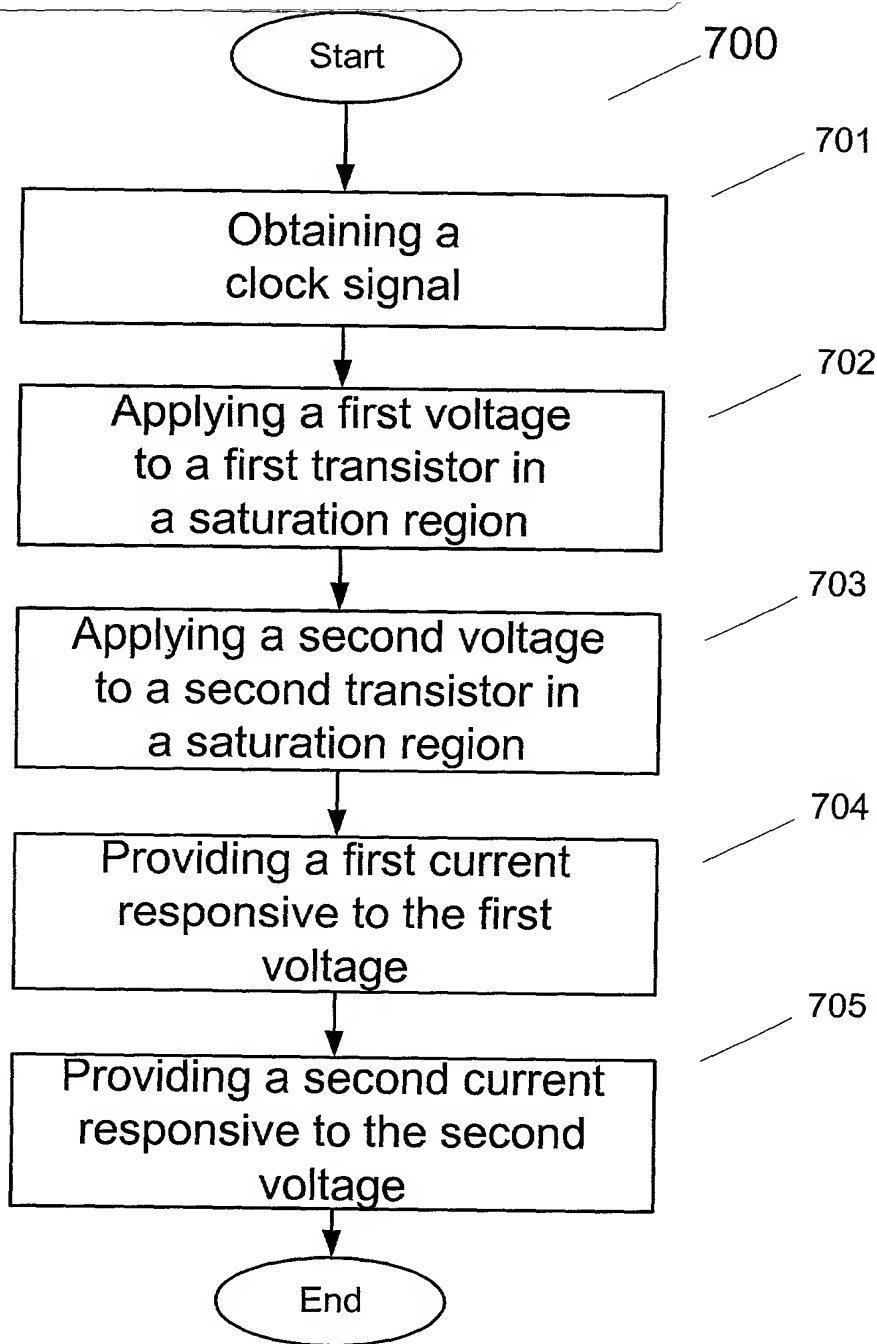 Start
700
701
Obtaining a
clock signal
702
Applying a first voltage
to a first transistor in
a saturation region
703
Applying a second voltage
to a second transistor in
a saturation region
704
Providing a first current
responsive to the first
voltage
705
Providing a second current
responsive to the second
voltage
End